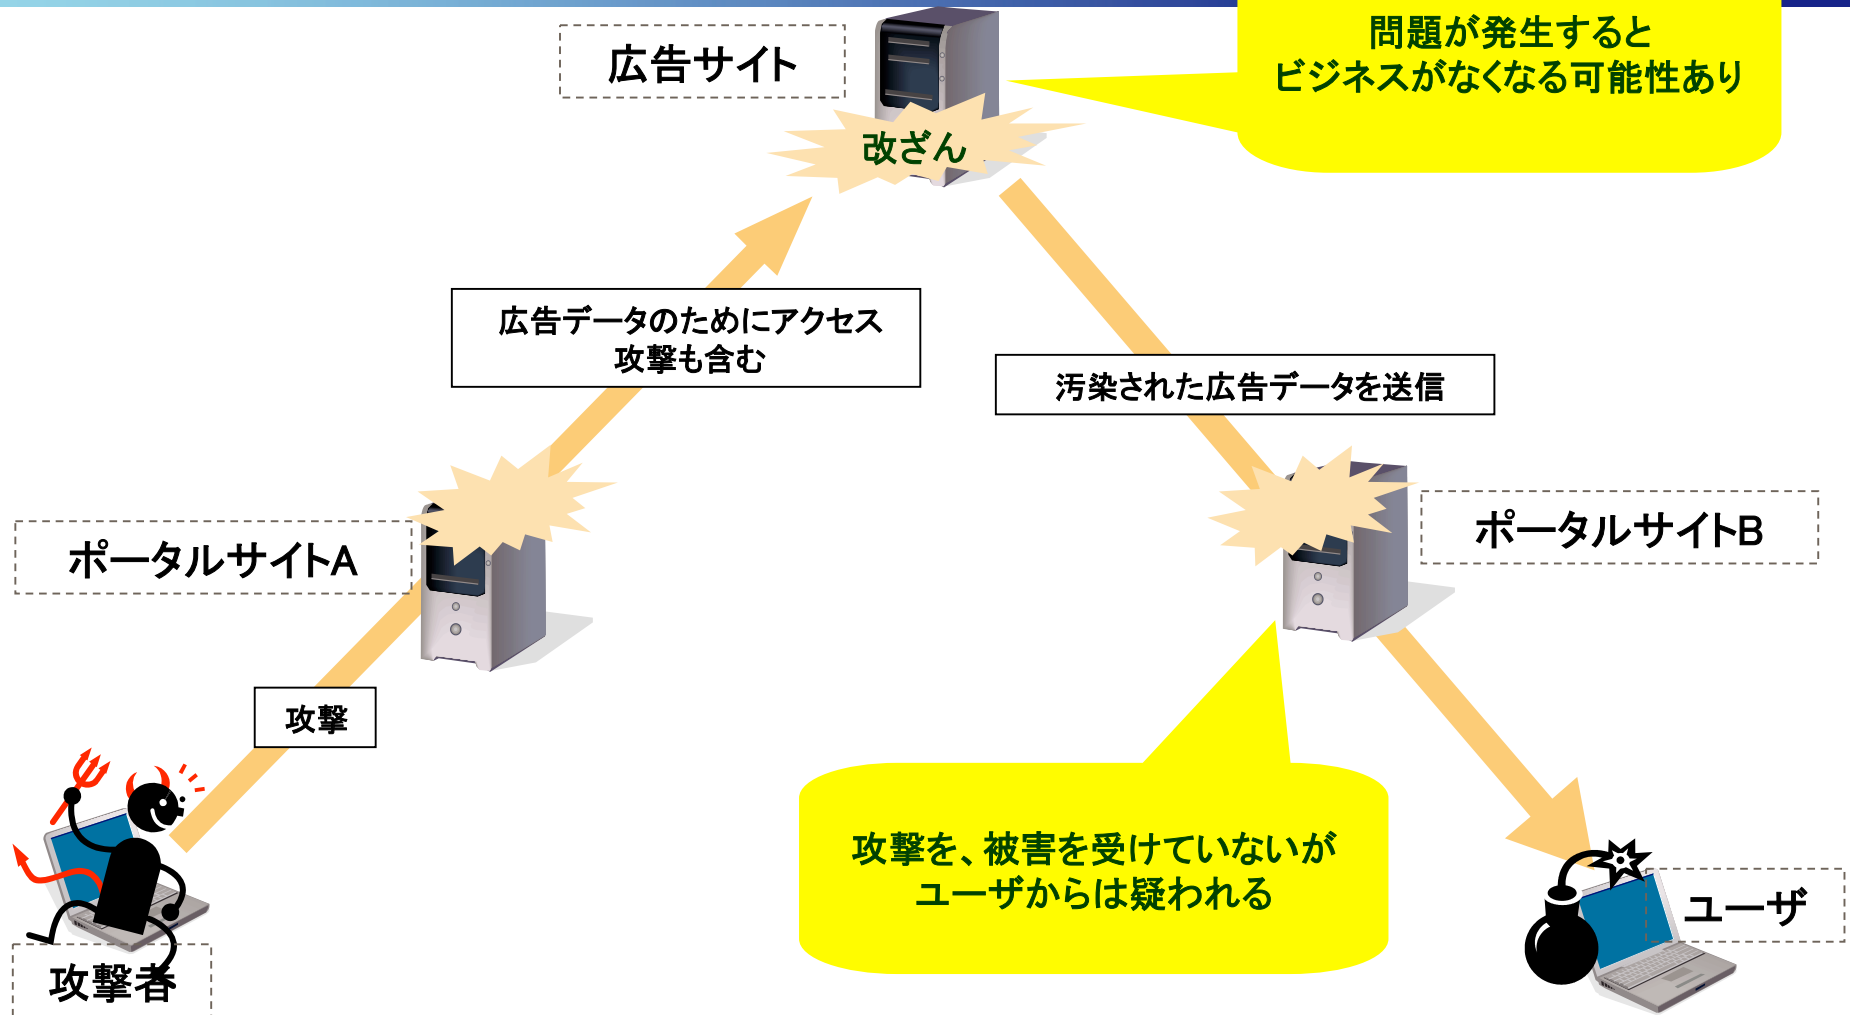 広告サイト
問題が発生すると
ビジネスがなくなる可能性あり
改ざん
広告データのためにアクセス
攻撃も含む
汚染された広告データを送信
ポータルサイトA
ポータルサイトB
攻撃
攻撃を、被害を受けていないが
ユーザからは疑われる
ユーザ
攻撃者